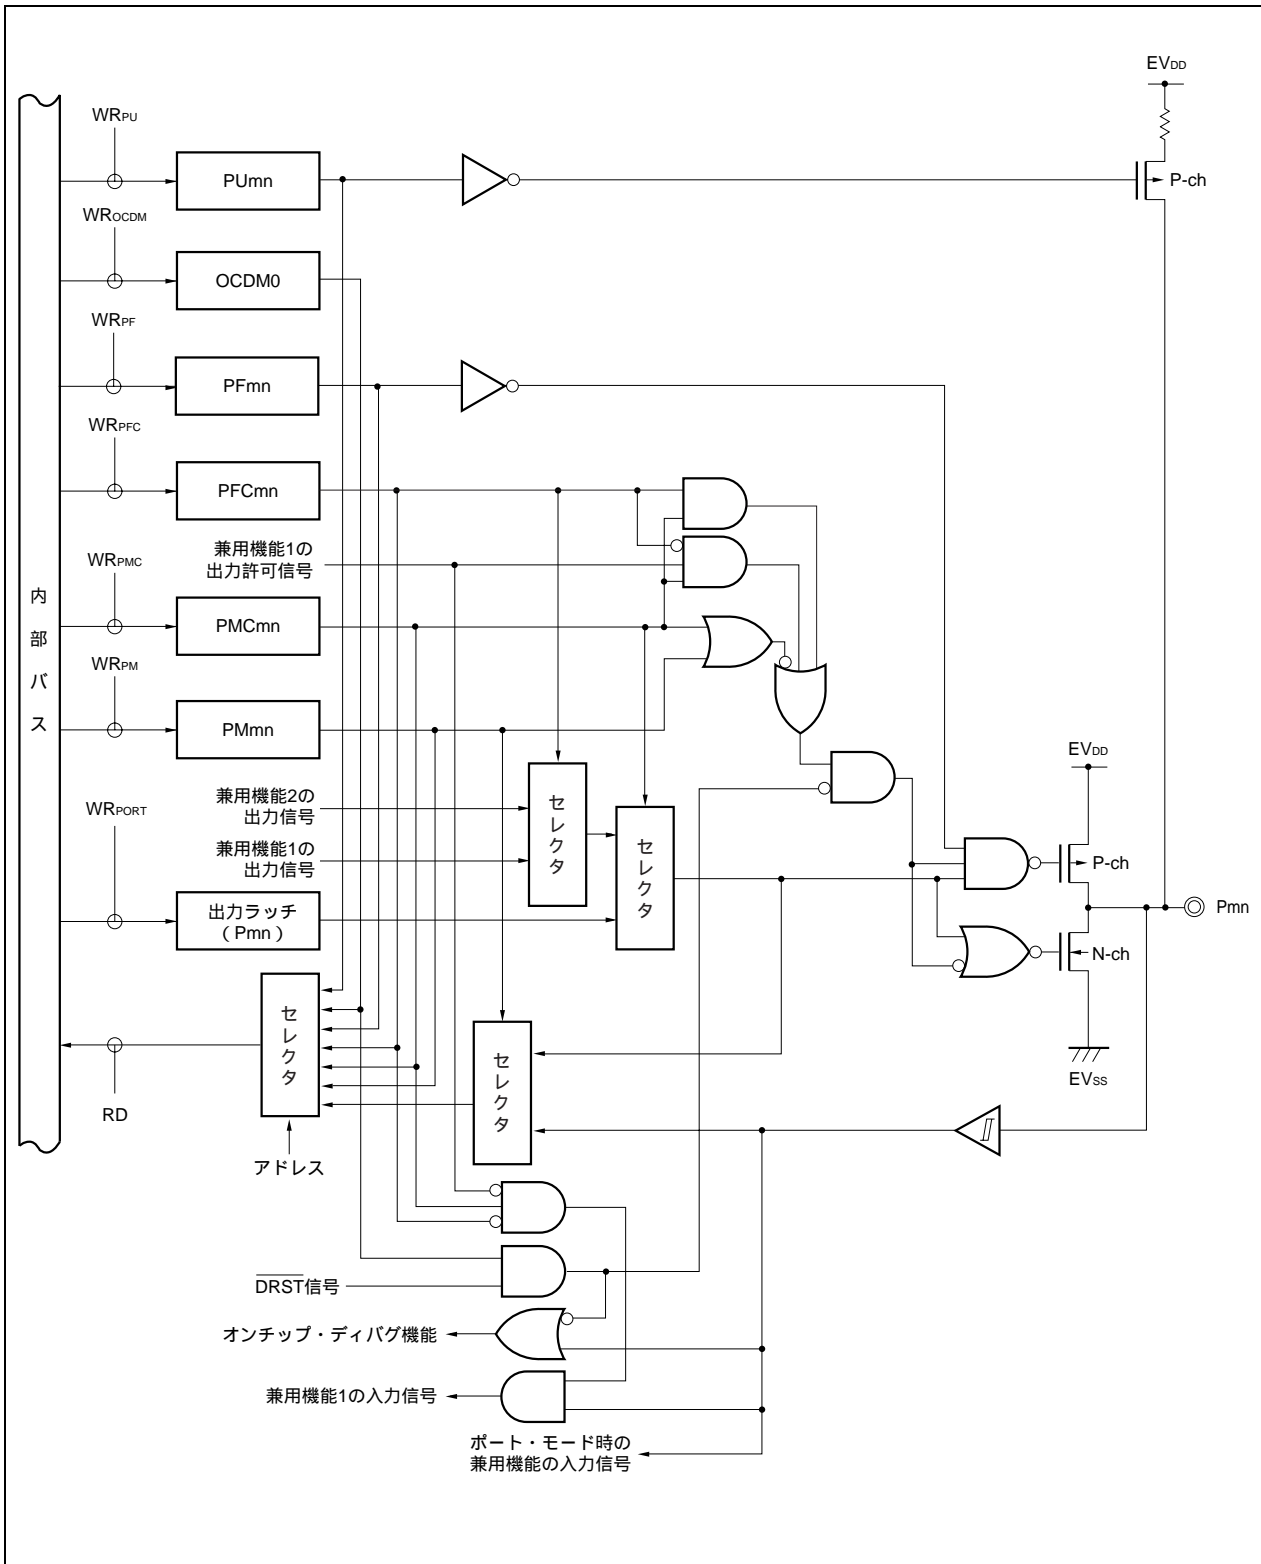 EVDD
WRPU
PUmn
P-ch
WROCDM
OCDM0
WRPF
PFmn
WRPFC
PFCmn
兼用機能1の
出力許可信号
WRPMC
PMCmn
内部バス
WRPM
PMmn
EVDD
兼用機能2の
出力信号
セレクタ
WRPORT
兼用機能1の
出力信号
セレクタ
P-ch
出力ラッチ
(Pmn)
Pmn
N-ch
セレクタ
セレクタ
EVSS
RD
アドレス
DRST信号
オンチップ・ディバグ機能
兼用機能1の入力信号
ポート・モード時の
兼用機能の入力信号